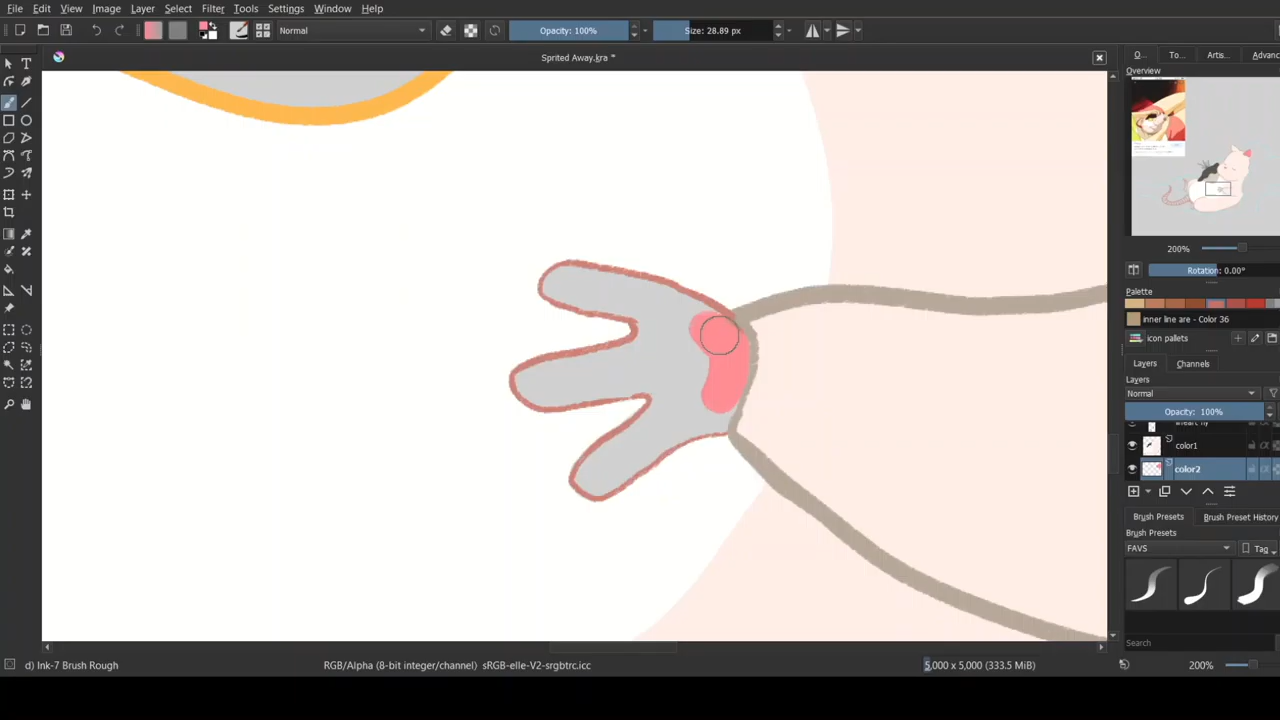 File Edit View Image Layer Select Filter Tools Settings Window Help
Normal Opacity: 100% Size: 28.89 px
Sprited Away.kra *
O... To... Artis... Advanc
Overview
200%
Rotation: 0.00°
Palette
inner line are - Color 36
icon pallets
Layers Channels
Layers
Normal
Opacity: 100%
color1
color2
Brush Presets Brush Preset History
Brush Presets
FAVS Tag
Search
d) Ink-7 Brush Rough RGB/Alpha (8-bit integer/channel) sRGB-elle-V2-srgbtrc.icc 5,000 x 5,000 (333.5 MiB) 200%